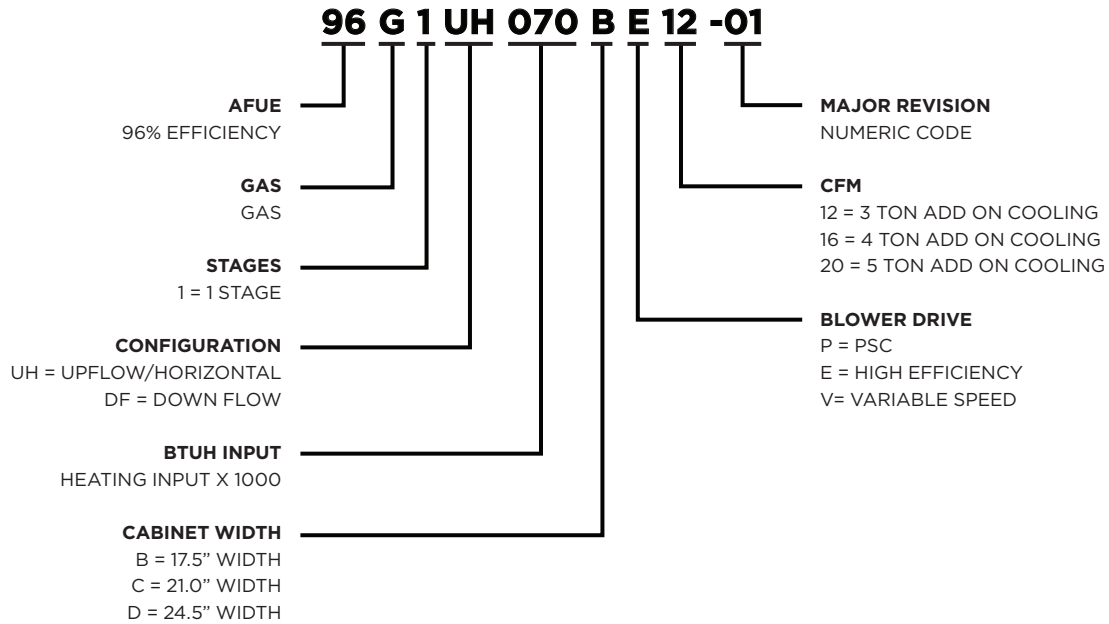 96 G 1 UH 070 B E 12 -01
AFUE
96% EFFICIENCY
GAS
GAS
STAGES
1 = 1 STAGE
CONFIGURATION
UH = UPFLOW/HORIZONTAL
DF = DOWN FLOW
BTUH INPUT
HEATING INPUT X 1000
CABINET WIDTH
B = 17.5” WIDTH
C = 21.0” WIDTH
D = 24.5” WIDTH
MAJOR REVISION
NUMERIC CODE
CFM
12 = 3 TON ADD ON COOLING
16 = 4 TON ADD ON COOLING
20 = 5 TON ADD ON COOLING
BLOWER DRIVE
P = PSC
E = HIGH EFFICIENCY
V= VARIABLE SPEED